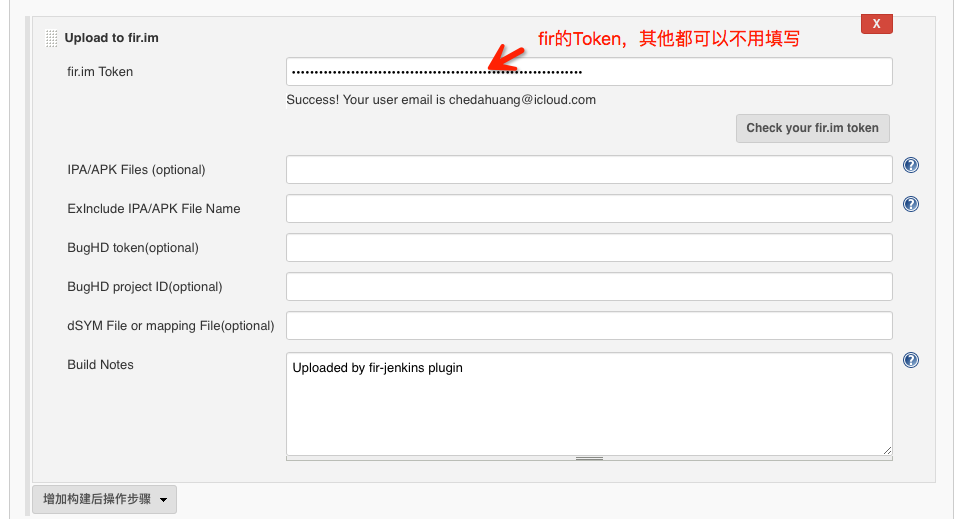 X
Upload to fir.im
fir的Token，其他都可以不用填写
fir.im Token
••••••••••••••••••••••••••••••••••••••••••••••••••••••••••••••••
Success! Your user email is chedahuang@icloud.com
Check your fir.im token
IPA/APK Files (optional)
?
ExInclude IPA/APK File Name
?
BugHD token(optional)
BugHD project ID(optional)
dSYM File or mapping File(optional)
Build Notes
Uploaded by fir-jenkins plugin
?
增加构建后操作步骤